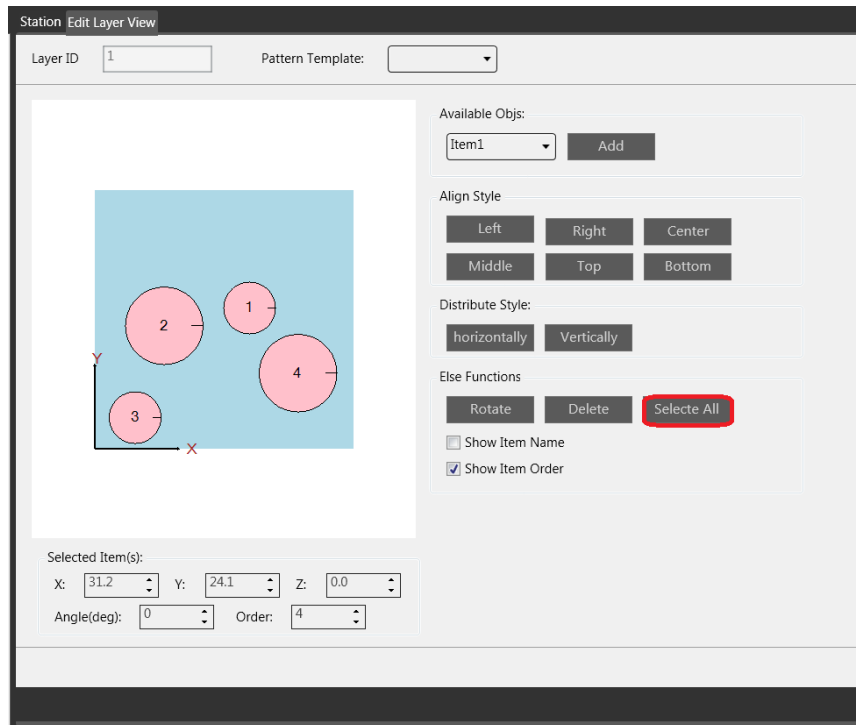 Station Edit Layer View
Layer ID 1 Pattern Template:
Available Objs:
Item1 Add
Align Style
Left Right Center
Middle Top Bottom
Distribute Style:
horizontally Vertically
Else Functions
Rotate Delete Selecte All
Show Item Name
Show Item Order
1
2
4
Y
3
X
Selected Item(s):
X: 31.2 Y: 24.1 Z: 0.0
Angle(deg): 0 Order: 4